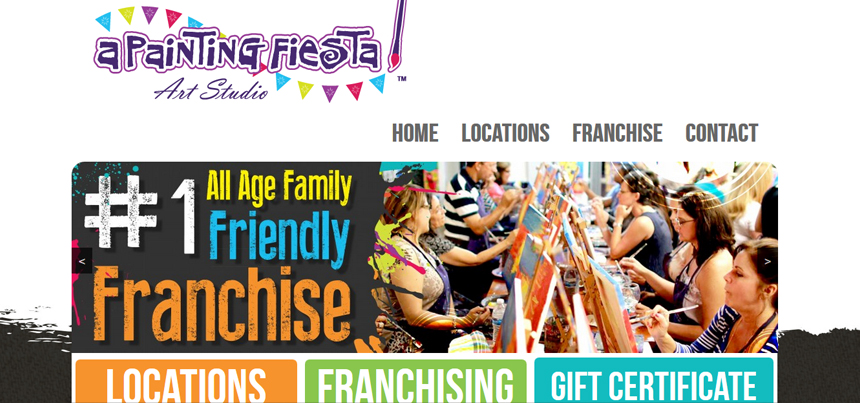 a PaiNTiNG FiesTa!
™
Art Studio
HOME LOCATIONS FRANCHISE CONTACT
#1 All Age Family
Friendly
Franchise
< >
LOCATIONS FRANCHISING GIFT CERTIFICATE